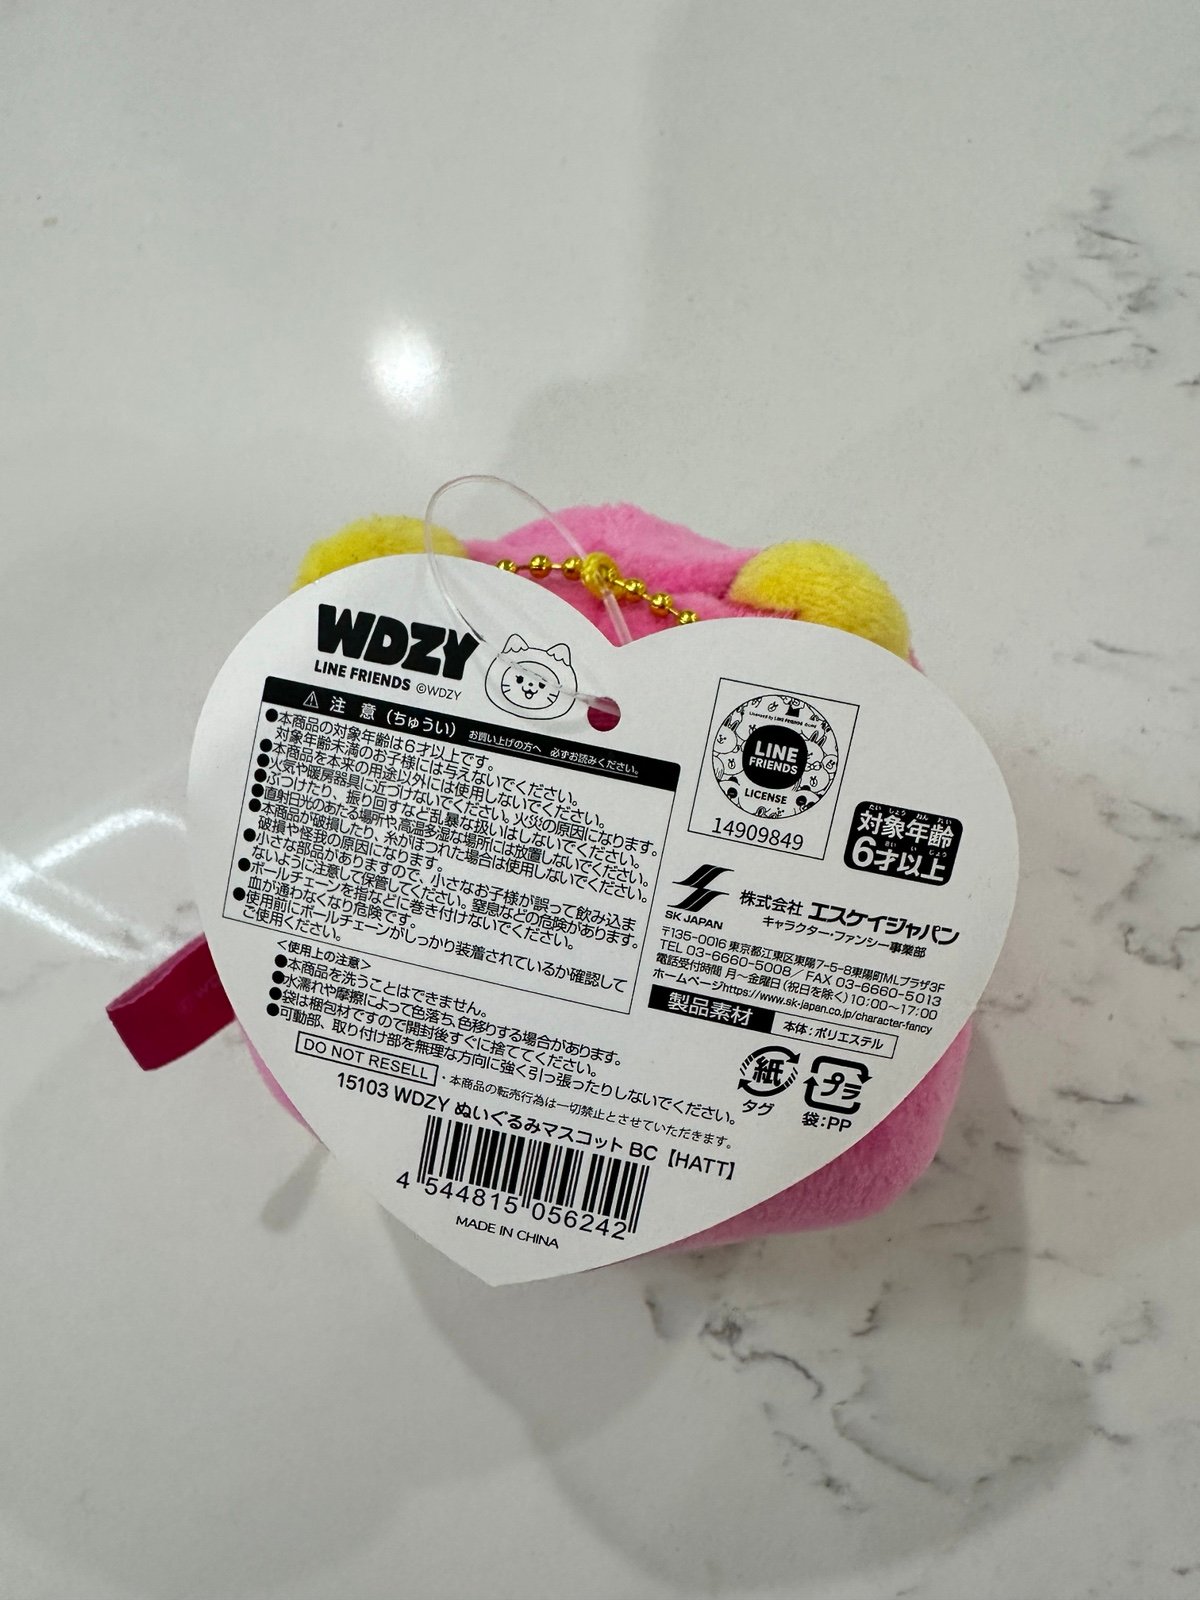 WDZY
LINE FRIENDS ©WDZY
⚠ 注 意 (ちゅうい) お買い上げの方へ 必ずお読みください。
●本商品の対象年齢は6才以上です。
対象年齢未満のお子様には与えないでください。
●本商品を本来の用途以外には使用しないでください。
●火気や暖房器具に近づけないでください。火災の原因になります。
●ぶつけたり、振り回すなど乱暴な扱いはしないでください。
●直射日光のあたる場所や高温多湿な場所には放置しないでください。
●本商品が破損したり、糸がほつれた場合は使用しないでください。
破損や怪我の原因になります。
●小さな部品がありますので、小さなお子様が誤って飲み込ま
ないように注意して保管してください。窒息などの危険があります。
●ボールチェーンを指などに巻き付けないでください。
血が通わなくなり危険です。
●使用前にボールチェーンがしっかり装着されているか確認して
ご使用ください。
<使用上の注意>
●本商品を洗うことはできません。
●水濡れや摩擦によって色落ち、色移りする場合があります。
●袋は梱包材ですので開封後すぐに捨ててください。
●可動部、取り付け部を無理な方向に強く引っ張ったりしないでください。
DO NOT RESELL ・本商品の転売行為は一切禁止とさせていただきます。
15103 WDZY ぬいぐるみマスコット BC【HATT】
4 544815 056242
MADE IN CHINA
Licensed by LINE FRIENDS
LINE
FRIENDS
LICENSE
14909849
たい しょう ねん れい
対象年齢
さい い じょう
6才以上
SK JAPAN
株式会社 エスケイジャパン
キャラクター・ファンシー事業部
〒135-0016 東京都江東区東陽7-5-8東陽町MLプラザ3F
TEL 03-6660-5008/FAX 03-6660-5013
電話受付時間 月～金曜日(祝日を除く)10:00～17:00
ホームページhttps://www.sk-japan.co.jp/character-fancy
製品素材 本体:ポリエステル
紙
タグ
プラ
袋:PP